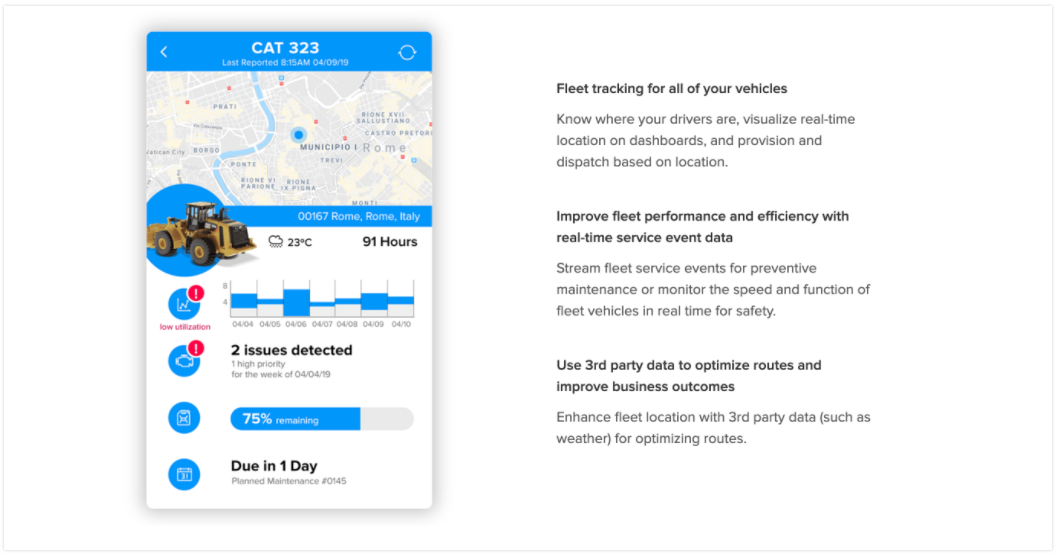 CAT 323
Last Reported 8:15AM 04/09/19
PRATI
RIONE XVII
SALLUSTIANO
CASTRO PRETORI
Vatican City
BORGO
MUNICIPIO I
Rome
TREVI
PONTE
RIONE VI
PARIONE
RIONE
IX PIGNA
MONTI
00167 Rome, Rome, Italy
23ºC
91 Hours
8
4
04/04 04/05 04/06 04/07 04/08 04/09 04/10
low utilization
2 issues detected
1 high priority
for the week of 04/04/19
75% remaining
31
Due in 1 Day
Planned Maintenance #0145
Fleet tracking for all of your vehicles
Know where your drivers are, visualize real-time
location on dashboards, and provision and
dispatch based on location.
Improve fleet performance and efficiency with
real-time service event data
Stream fleet service events for preventive
maintenance or monitor the speed and function of
fleet vehicles in real time for safety.
Use 3rd party data to optimize routes and
improve business outcomes
Enhance fleet location with 3rd party data (such as
weather) for optimizing routes.